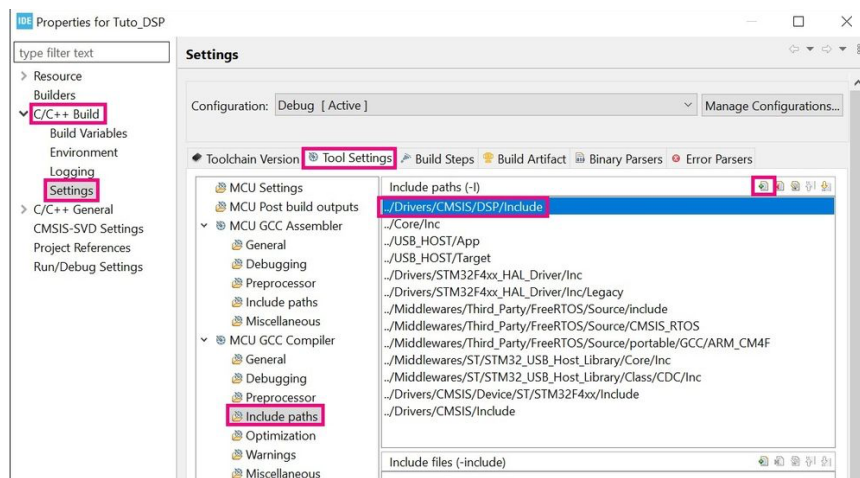 IDE Properties for Tuto_DSP
type filter text
Settings
Resource
Builders
C/C++ Build
Build Variables
Environment
Logging
Settings
C/C++ General
CMSIS-SVD Settings
Project References
Run/Debug Settings
Configuration: Debug [ Active ]
Manage Configurations...
Toolchain Version Tool Settings Build Steps Build Artifact Binary Parsers Error Parsers
MCU Settings
MCU Post build outputs
MCU GCC Assembler
General
Debugging
Preprocessor
Include paths
Miscellaneous
MCU GCC Compiler
General
Debugging
Preprocessor
Include paths
Optimization
Warnings
Miscellaneous
Include paths (-I)
../Drivers/CMSIS/DSP/Include
../Core/Inc
../USB_HOST/App
../USB_HOST/Target
../Drivers/STM32F4xx_HAL_Driver/Inc
../Drivers/STM32F4xx_HAL_Driver/Inc/Legacy
../Middlewares/Third_Party/FreeRTOS/Source/include
../Middlewares/Third_Party/FreeRTOS/Source/CMSIS_RTOS
../Middlewares/Third_Party/FreeRTOS/Source/portable/GCC/ARM_CM4F
../Middlewares/ST/STM32_USB_Host_Library/Core/Inc
../Middlewares/ST/STM32_USB_Host_Library/Class/CDC/Inc
../Drivers/CMSIS/Device/ST/STM32F4xx/Include
../Drivers/CMSIS/Include
Include files (-include)